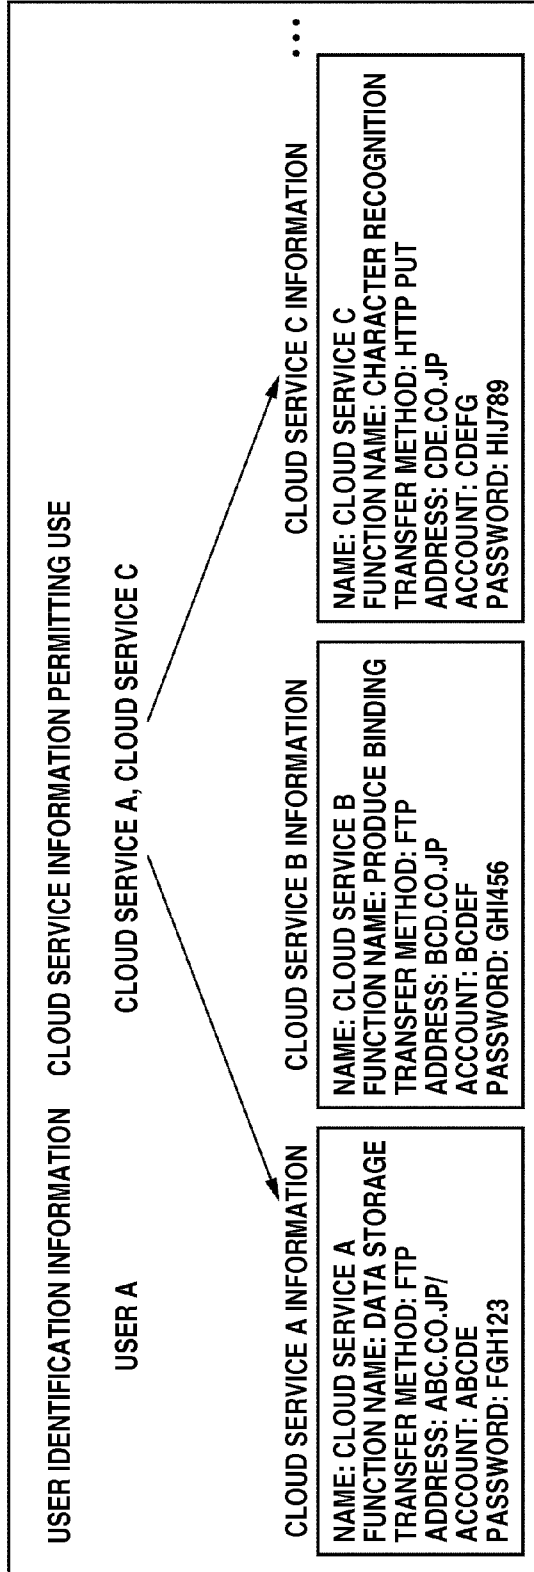 USER IDENTIFICATION INFORMATION CLOUD SERVICE INFORMATION PERMITTING USE
USER A CLOUD SERVICE A, CLOUD SERVICE C
CLOUD SERVICE A INFORMATION
NAME: CLOUD SERVICE A
FUNCTION NAME: DATA STORAGE
TRANSFER METHOD: FTP
ADDRESS: ABC.CO.JP/
ACCOUNT: ABCDE
PASSWORD: FGH123
CLOUD SERVICE B INFORMATION
NAME: CLOUD SERVICE B
FUNCTION NAME: PRODUCE BINDING
TRANSFER METHOD: FTP
ADDRESS: BCD.CO.JP
ACCOUNT: BCDEF
PASSWORD: GHI456
CLOUD SERVICE C INFORMATION
NAME: CLOUD SERVICE C
FUNCTION NAME: CHARACTER RECOGNITION
TRANSFER METHOD: HTTP PUT
ADDRESS: CDE.CO.JP
ACCOUNT: CDEFG
PASSWORD: HIJ789
...